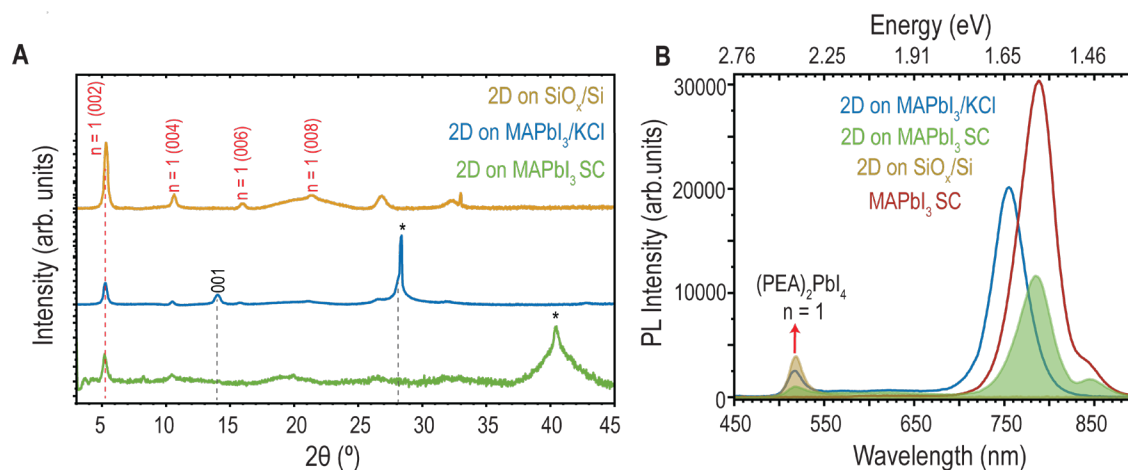 A
n = 1 (002)
n = 1 (004)
n = 1 (006)
n = 1 (008)
2D on SiOₓ/Si
2D on MAPbI₃/KCl
2D on MAPbI₃ SC
001
*
*
Intensity (arb. units)
5 10 15 20 25 30 35 40 45
2θ (º)
B
Energy (eV)
2.76 2.25 1.91 1.65 1.46
30000
20000
10000
0
PL Intensity (arb.units)
2D on MAPbI₃/KCl
2D on MAPbI₃ SC
2D on SiOₓ/Si
MAPbI₃ SC
(PEA)₂PbI₄
n = 1
450 550 650 750 850
Wavelength (nm)